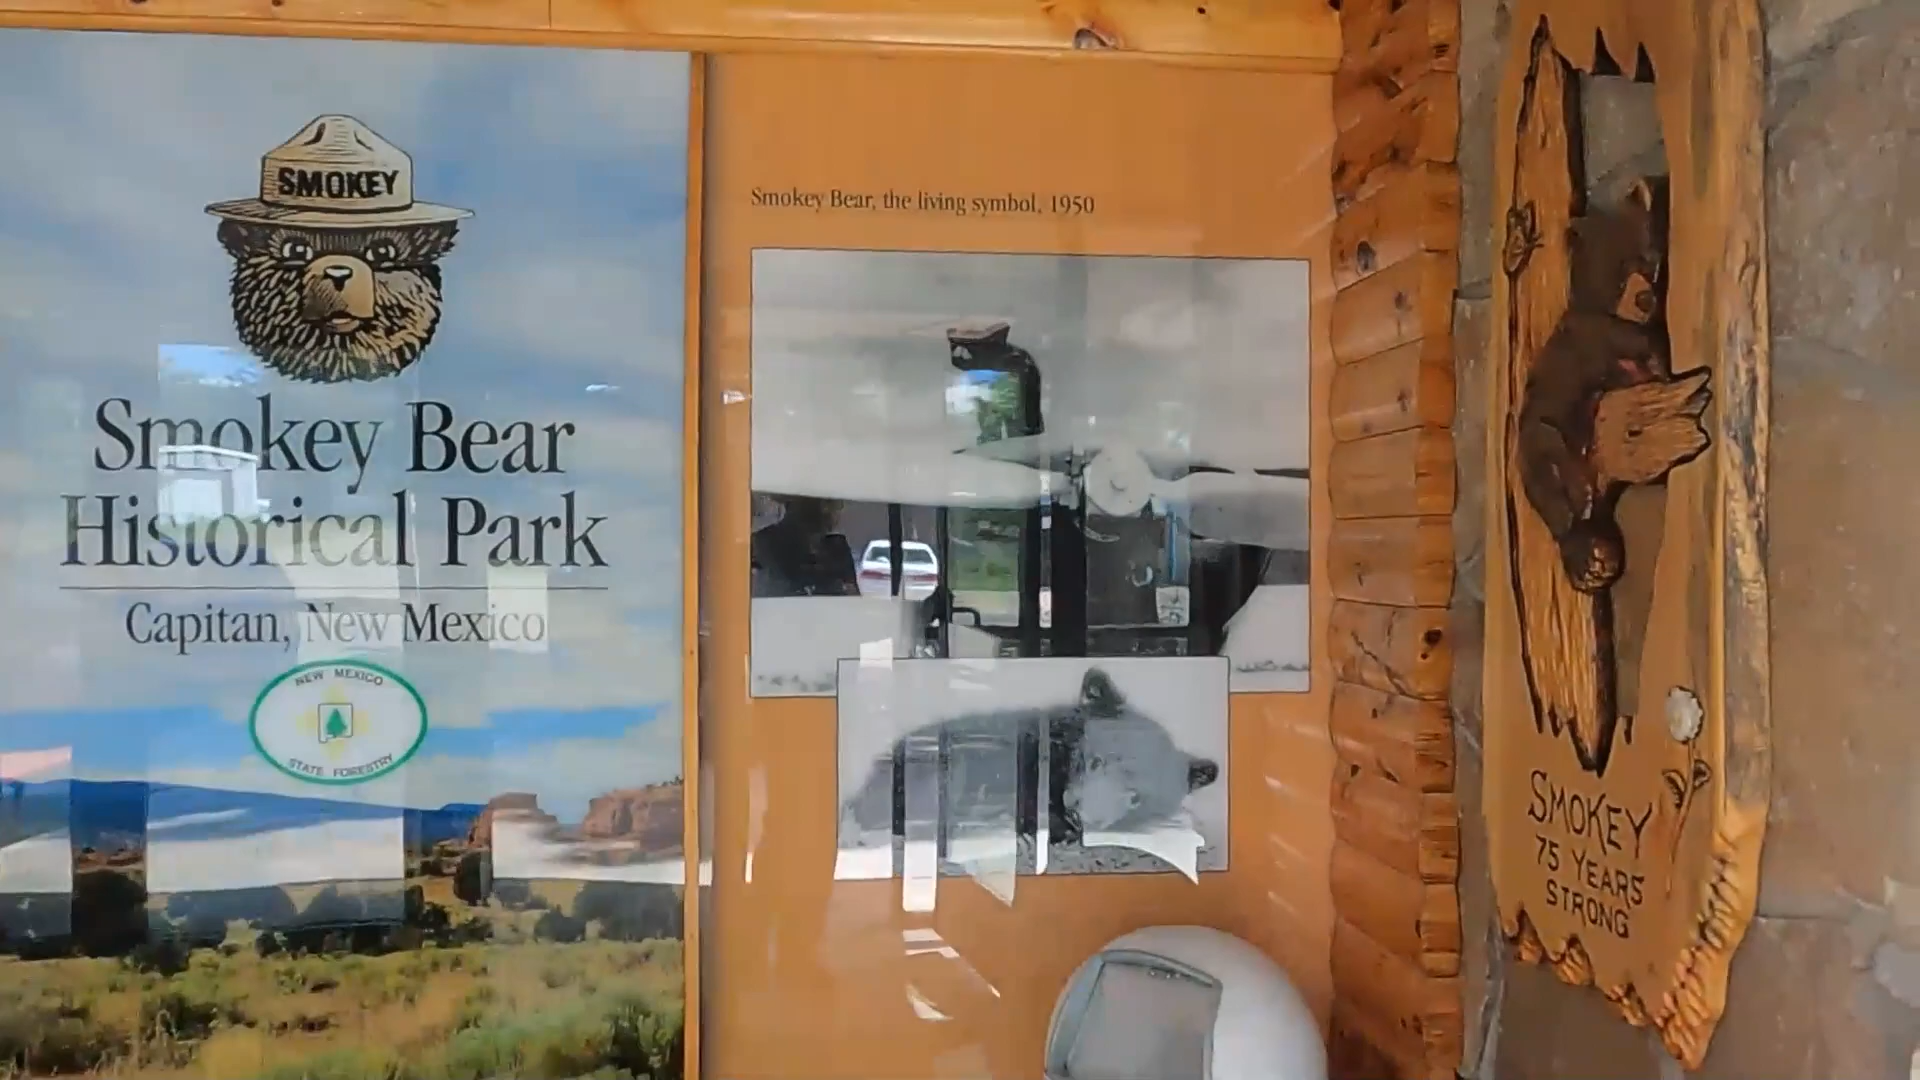 SMOKEY
Smokey Bear
Historical Park
Capitan, New Mexico
NEW MEXICO
STATE FORESTRY
Smokey Bear, the living symbol, 1950
SMOKEY
75 YEARS
STRONG